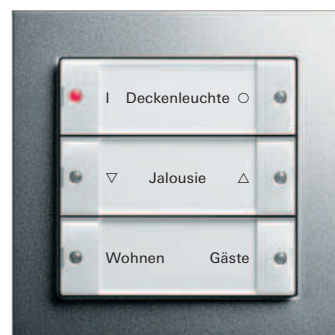 I Deckenleuchte ○
▽ Jalousie △
Wohnen Gäste